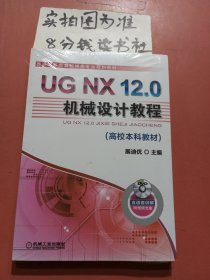 实拍图为准
8分钱读书社
UG NX 12.0
机械设计教程
UG NX 12.0 JIXIE SHEJI JIAOCHENG
(高校本科教材)
展迪优 ◎ 主编
机械工业出版社